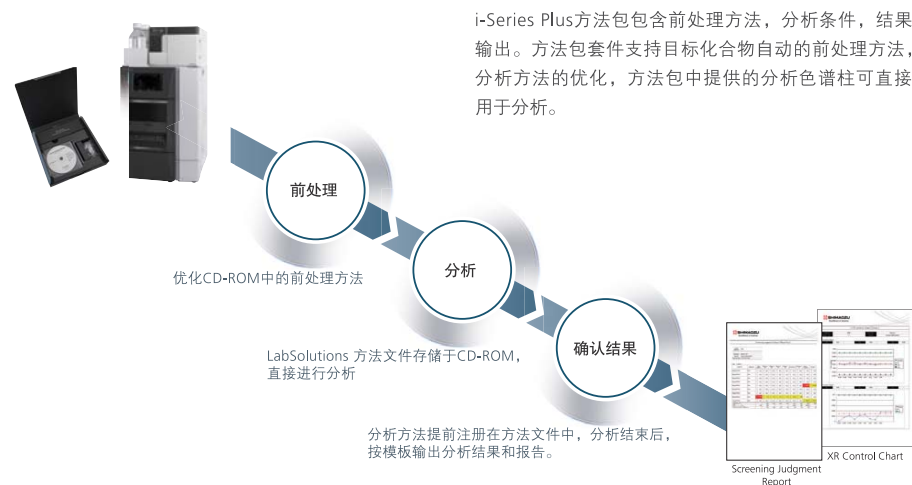 i-Series Plus方法包包含前处理方法，分析条件，结果
输出。方法包套件支持目标化合物自动的前处理方法，
分析方法的优化，方法包中提供的分析色谱柱可直接
用于分析。
前处理
优化CD-ROM中的前处理方法
分析
LabSolutions 方法文件存储于CD-ROM，
直接进行分析
确认结果
分析方法提前注册在方法文件中，分析结束后，
按模板输出分析结果和报告。
SHIMADZU
SHIMADZU
XR Control Chart
Screening Judgment
Report